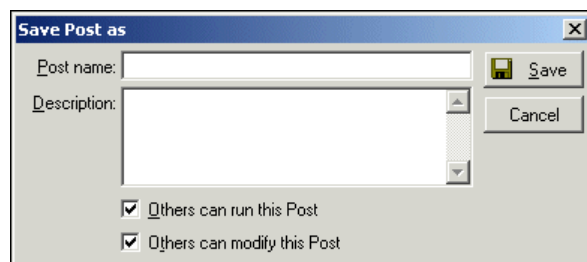 Save Post as
Post name:
Save
Description:
Cancel
Others can run this Post
Others can modify this Post